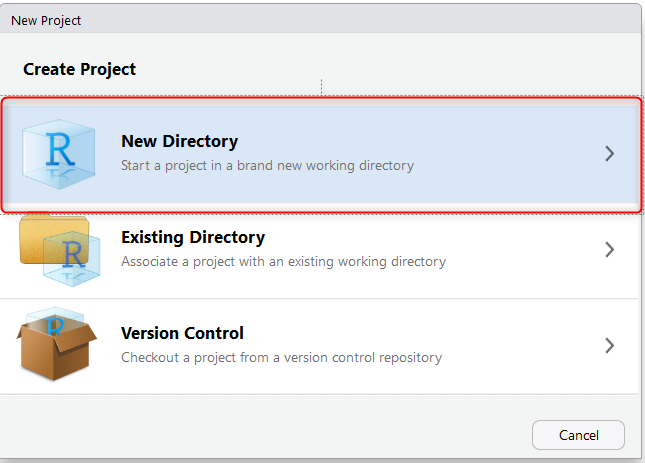 New Project
Create Project
R
New Directory
Start a project in a brand new working directory
R
Existing Directory
Associate a project with an existing working directory
R
Version Control
Checkout a project from a version control repository
Cancel